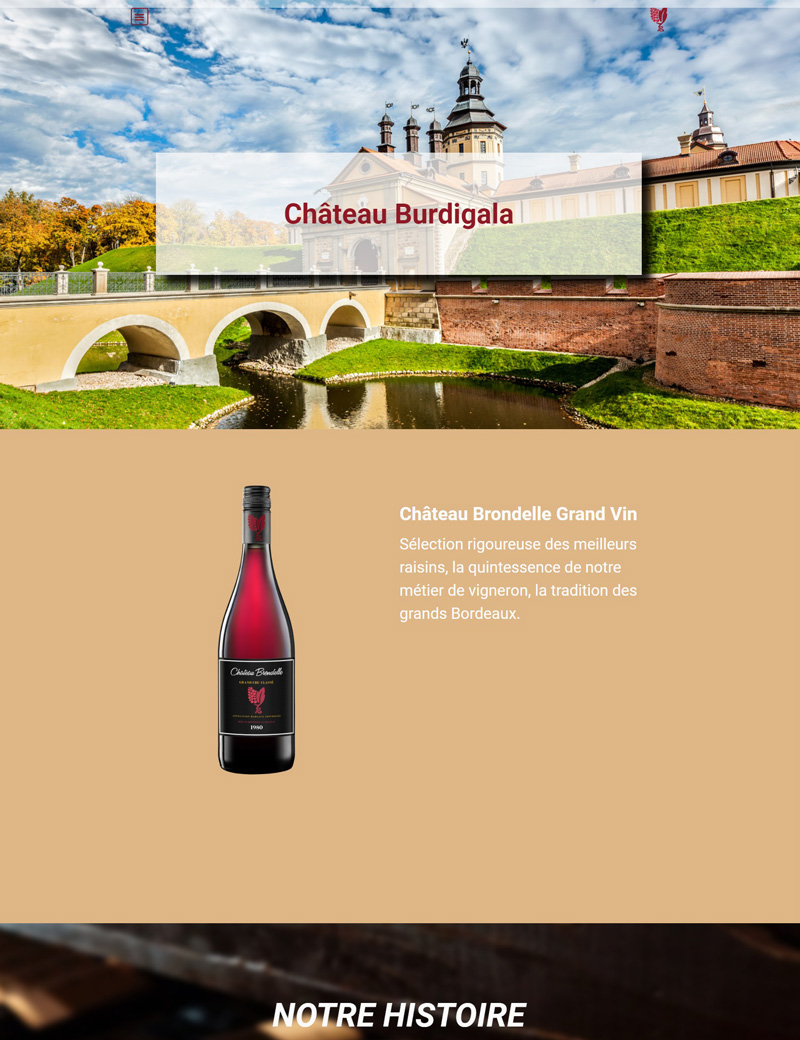 Château Burdigala
Château Brondelle Grand Vin
Sélection rigoureuse des meilleurs
raisins, la quintessence de notre
métier de vigneron, la tradition des
grands Bordeaux.
Château Brondelle
1980
NOTRE HISTOIRE